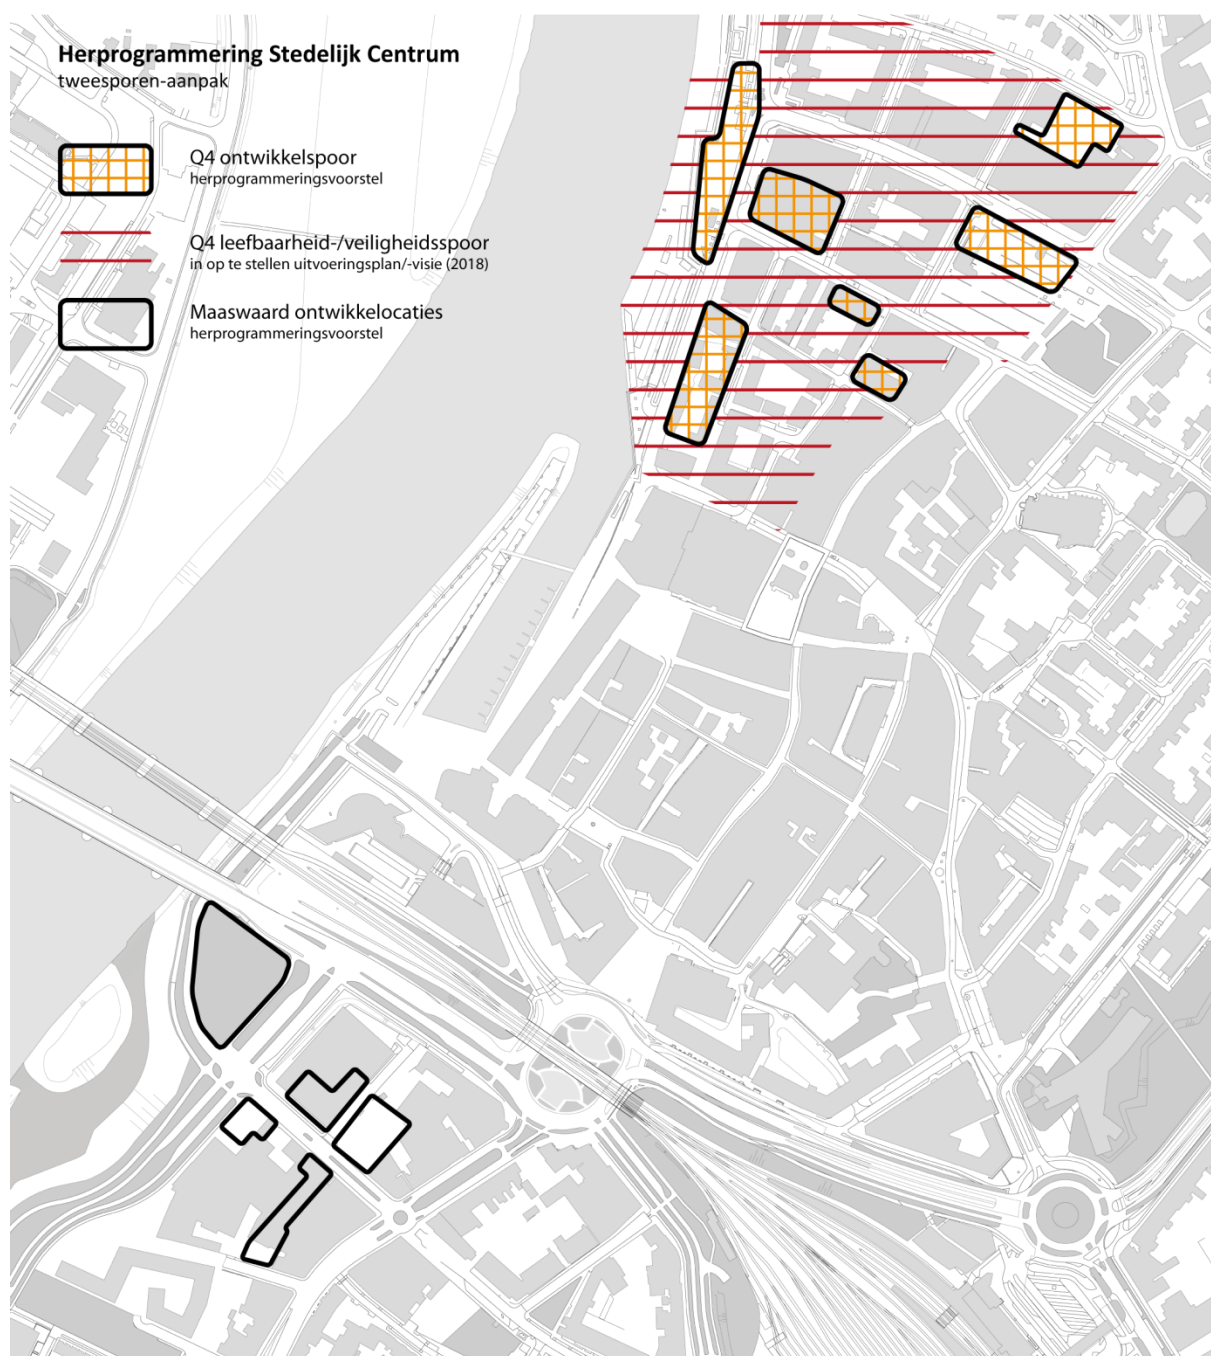 Herprogrammering Stedelijk Centrum
tweesporen-aanpak
Q4 ontwikkelspoor
herprogrammeringsvoorstel
Q4 leefbaarheid-/veiligheidsspoor
in op te stellen uitvoeringsplan/-visie (2018)
Maaswaard ontwikkelocaties
herprogrammeringsvoorstel